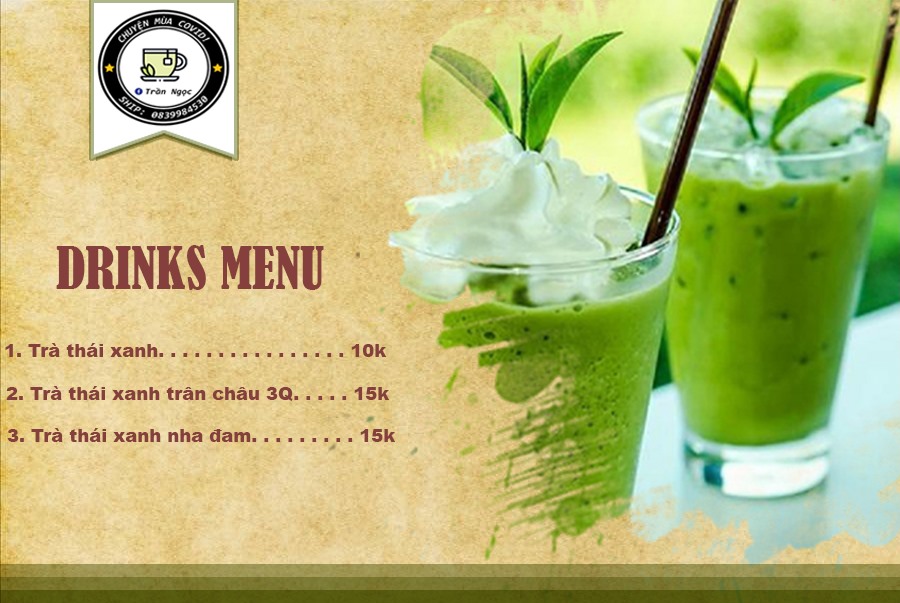 CHUYỆN MÙA COVID!
Trần Ngọc
SHIP: 0839984530
DRINKS MENU
1. Trà thái xanh. . . . . . . . . . . . . . . . 10k
2. Trà thái xanh trân châu 3Q. . . . . 15k
3. Trà thái xanh nha đam. . . . . . . . . 15k